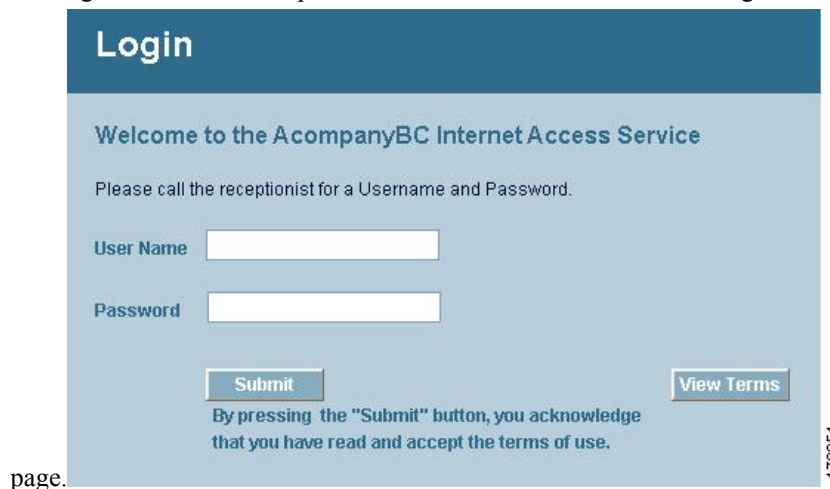 Login
Welcome to the AcompanyBC Internet Access Service
Please call the receptionist for a Username and Password.
User Name
Password
Submit
View Terms
By pressing the "Submit" button, you acknowledge
that you have read and accept the terms of use.
page.